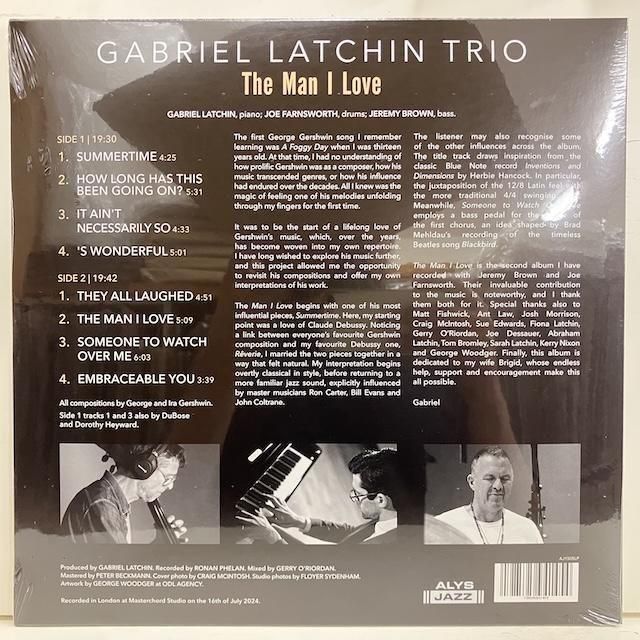 GABRIEL LATCHIN TRIO
The Man I Love
GABRIEL LATCHIN, piano; JOE FARNSWORTH, drums; JEREMY BROWN, bass.
SIDE 1 | 19:30
1. SUMMERTIME 4:25
2. HOW LONG HAS THIS
BEEN GOING ON? 5:31
3. IT AIN'T
NECESSARILY SO 4:33
4. 'S WONDERFUL 5:01
SIDE 2 | 19:42
1. THEY ALL LAUGHED 4:51
2. THE MAN I LOVE 5:09
3. SOMEONE TO WATCH
OVER ME 6:03
4. EMBRACEABLE YOU 3:39
All compositions by George and Ira Gershwin.
Side 1 tracks 1 and 3 also by DuBose
and Dorothy Heyward.
The first George Gershwin song I remember
learning was A Foggy Day when I was thirteen
years old. At that time, I had no understanding of
how prolific Gershwin was as a composer, how his
music transcended genres, or how his influence
had endured over the decades. All I knew was the
magic of feeling one of his melodies unfolding
through my fingers for the first time.
It was to be the start of a lifelong love of
Gershwin's music, which, over the years,
has become woven into my own repertoire.
I have long wished to explore his music further,
and this project allowed me the opportunity
to revisit his compositions and offer my own
interpretations of his work.
The Man I Love begins with one of his most
influential pieces, Summertime. Here, my starting
point was a love of Claude Debussy. Noticing
a link between everyone's favourite Gershwin
composition and my favourite Debussy one,
Rêverie, I married the two pieces together in a
way that felt natural. My interpretation begins
overtly classical in style, before returning to a
more familiar jazz sound, explicitly influenced
by master musicians Ron Carter, Bill Evans and
John Coltrane.
The listener may also recognise some
of the other influences across the album.
The title track draws inspiration from the
classic Blue Note record Inventions and
Dimensions by Herbie Hancock. In particular,
the juxtaposition of the 12/8 Latin feel with
the more traditional 4/4 swinging
Meanwhile, Someone to Watch
employs a bass pedal for the of
the first chorus, an idea shaped by Brad
Mehldau's recording of the timeless
Beatles song Blackbird.
The Man I Love is the second album I have
recorded with Jeremy Brown and Joe
Farnsworth. Their invaluable contribution
to the music is noteworthy, and I thank
them both for it. Special thanks also to
Matt Fishwick, Ant Law, Josh Morrison,
Craig McIntosh, Sue Edwards, Fiona Latchin,
Gerry O'Riordan, Joe Dessauer, Abraham
Latchin, Tom Bromley, Sarah Latchin, Kerry Nixon
and George Woodger. Finally, this album is
dedicated to my wife Brigid, whose endless
help, support and encouragement make this
all possible.
Gabriel
Produced by GABRIEL LATCHIN. Recorded by RONAN PHELAN. Mixed by GERRY O'RIORDAN.
Mastered by PETER BECKMANN. Cover photo by CRAIG MCINTOSH. Studio photos by FLOYER SYDENHAM.
Artwork by GEORGE WOODGER at ODL AGENCY.
Recorded in London at Masterchord Studio on the 16th of July 2024.
ALYS
JAZZ